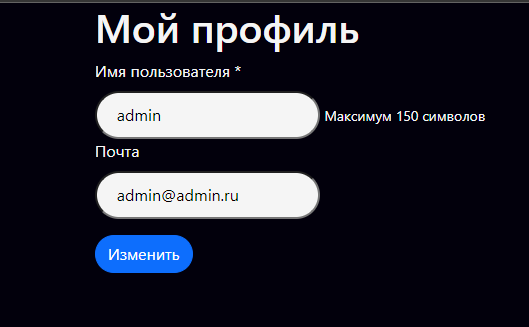 Мой профиль
Имя пользователя *
admin Максимум 150 символов
Почта
admin@admin.ru
Изменить